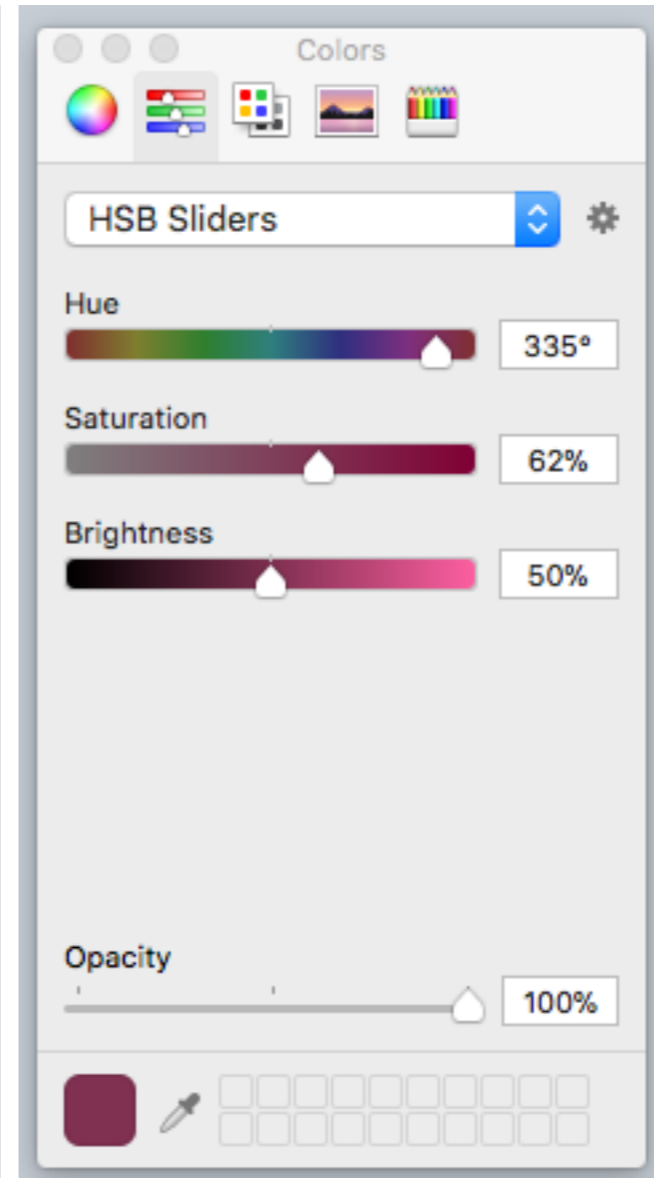 Colors
HSB Sliders
Hue
335°
Saturation
62%
Brightness
50%
Opacity
100%